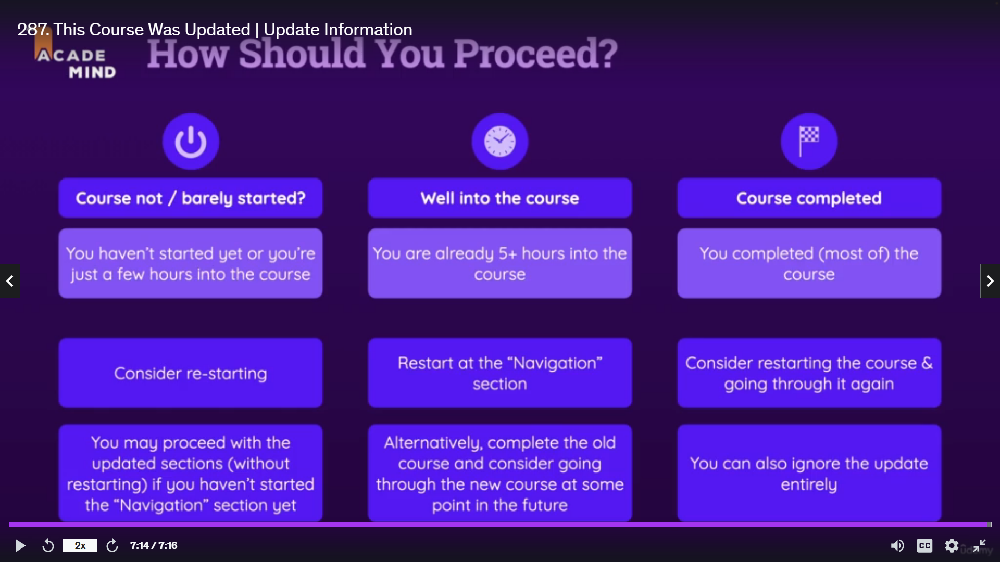 287. This Course Was Updated | Update Information
ACADE
MIND
How Should You Proceed?
Course not / barely started?
You haven't started yet or you're
just a few hours into the course
Consider re-starting
You may proceed with the
updated sections (without
restarting) if you haven't started
the “Navigation” section yet
Well into the course
You are already 5+ hours into the
course
Restart at the “Navigation”
section
Alternatively, complete the old
course and consider going
through the new course at some
point in the future
Course completed
You completed (most of) the
course
Consider restarting the course &
going through it again
You can also ignore the update
entirely
2x
7:14 / 7:16
CC
ûdemy